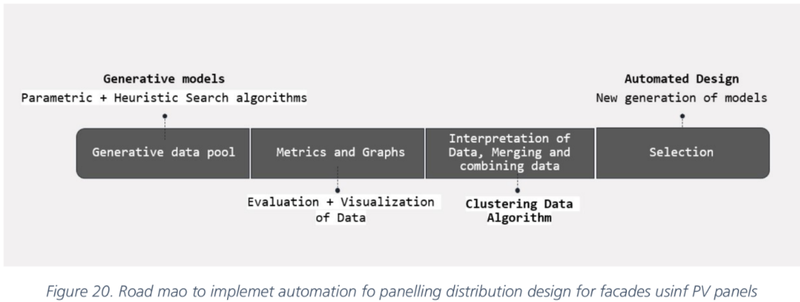 Generative models
Parametric + Heuristic Search algorithms
Automated Design
New generation of models
Generative data pool
Metrics and Graphs
Interpretation of
Data, Merging and
combining data
Selection
Evaluation + Visualization
of Data
Clustering Data
Algorithm
Figure 20. Road mao to implemet automation fo panelling distribution design for facades usinf PV panels